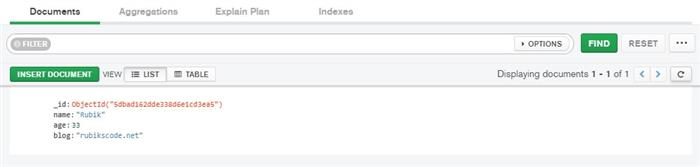 Documents Aggregations Explain Plan Indexes
FILTER OPTIONS FIND RESET ...
INSERT DOCUMENT VIEW LIST TABLE Displaying documents 1 - 1 of 1 < >
_id: ObjectId("5dbad162dde338d6e1cd3ea5")
name: "Rubik"
age: 33
blog: "rubikscode.net"